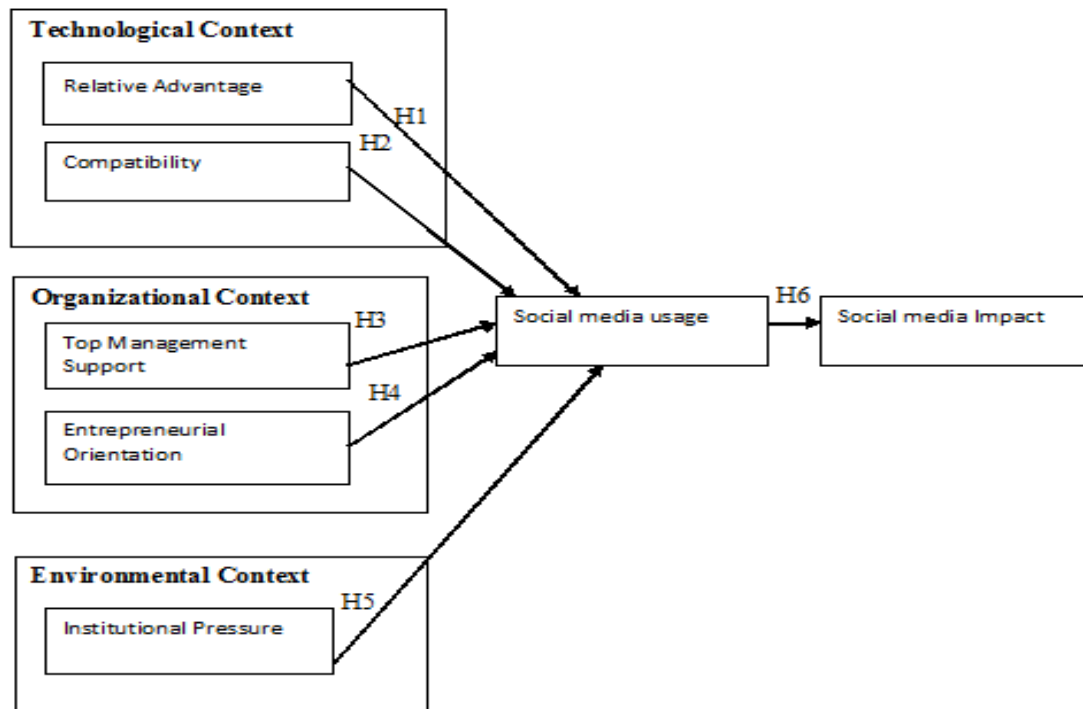 Technological Context
Relative Advantage
H1
H2
Compatibility
Organizational Context
H3
Top Management
Support
H4
Entrepreneurial
Orientation
Environmental Context
H5
Institutional Pressure
Social media usage
H6
Social media Impact